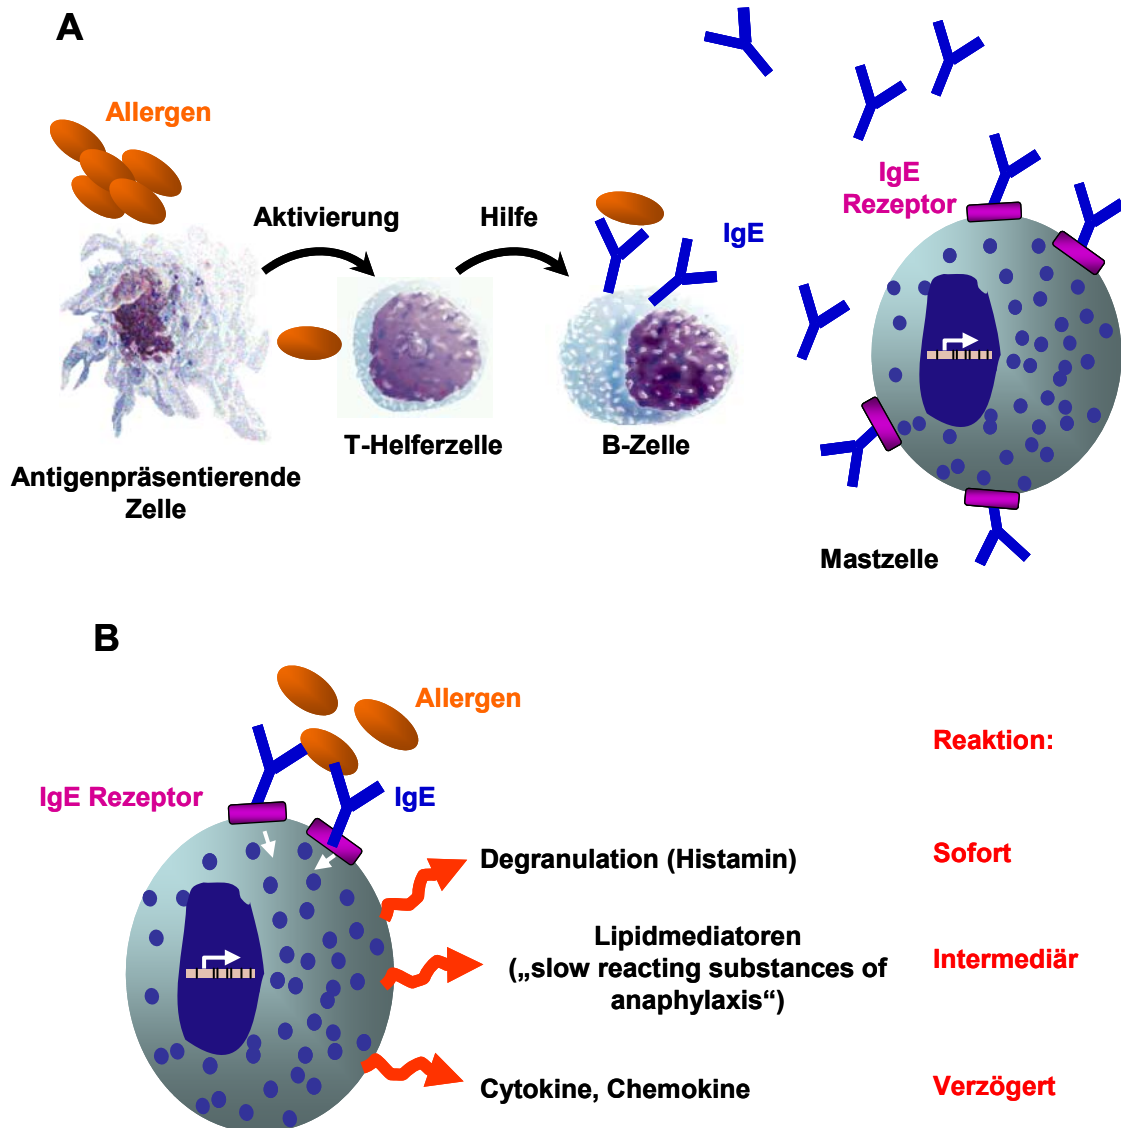 A
Allergen
Aktivierung
Hilfe
IgE
IgE
Rezeptor
T-Helferzelle
B-Zelle
Antigenpräsentierende
Zelle
Mastzelle
B
Allergen
Reaktion:
IgE Rezeptor
IgE
Degranulation (Histamin)
Sofort
Lipidmediatoren
(„slow reacting substances of
anaphylaxis“)
Intermediär
Cytokine, Chemokine
Verzögert